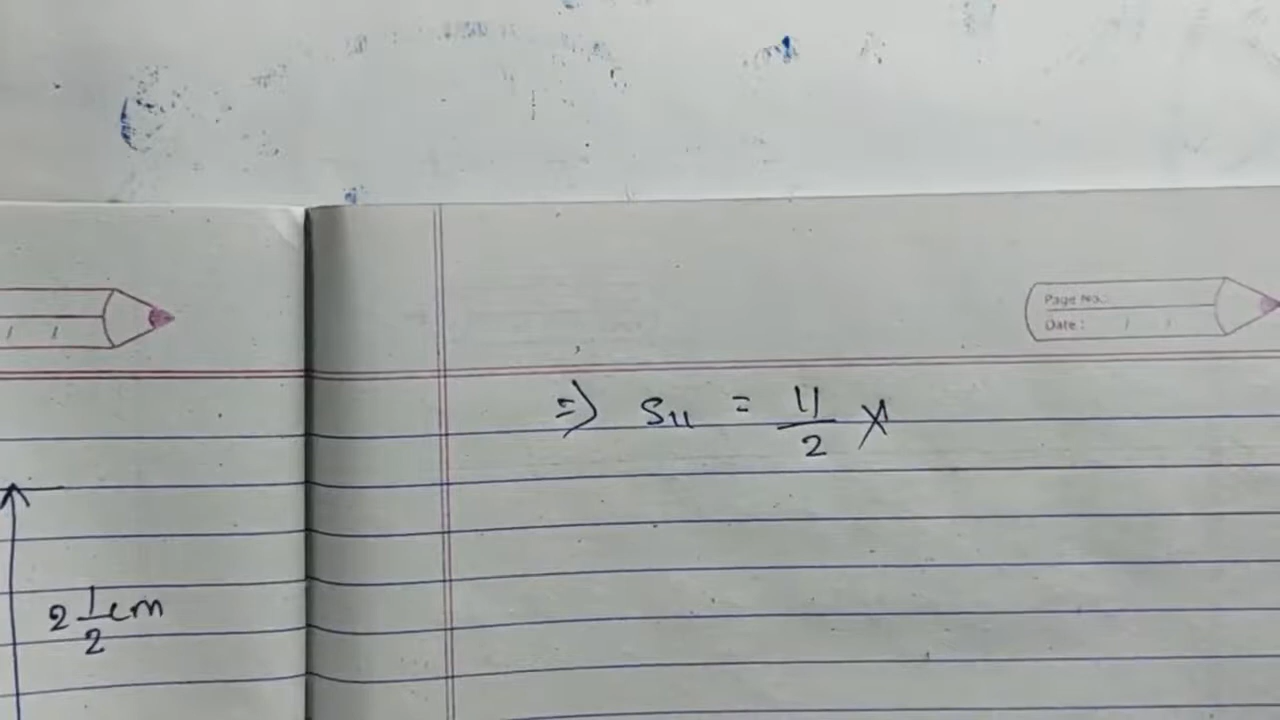 Page No.:
Date : / /
/ /
⇒ S₁₁ = 11/2 ×
2 1/2 cm